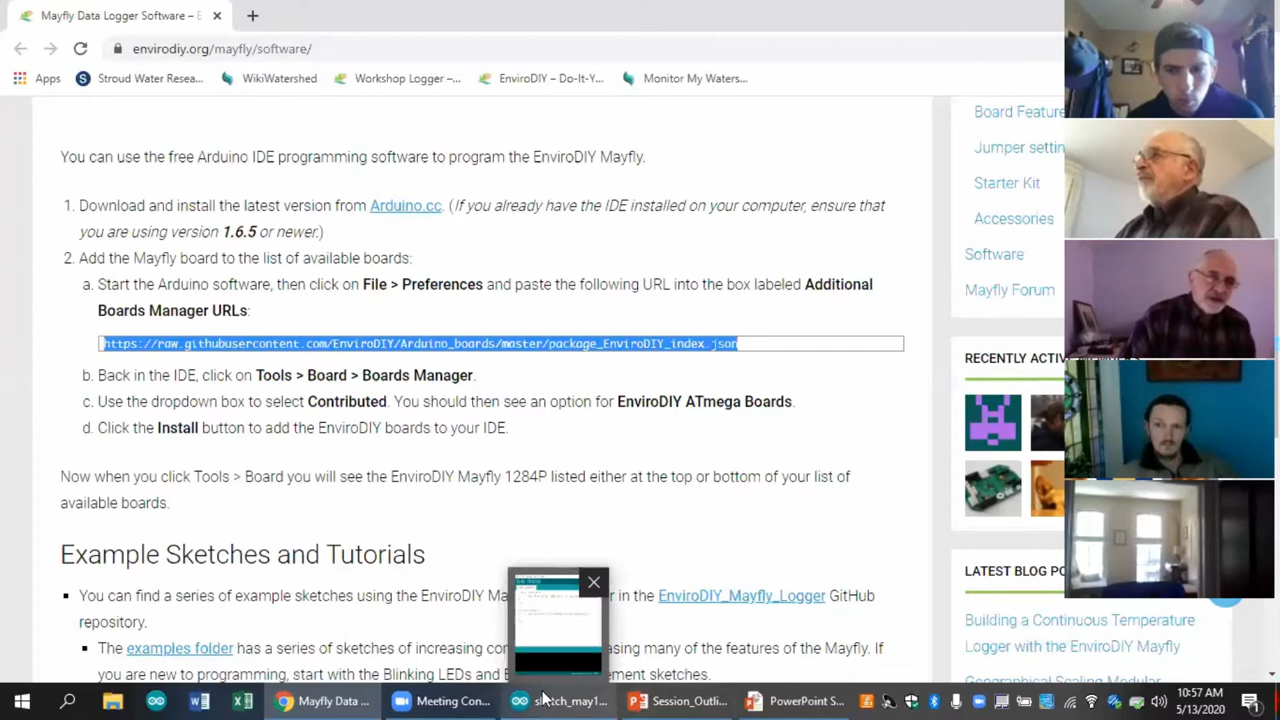 Mayfly Data Logger Software – E
envirodiy.org/mayfly/software/
Apps Stroud Water Resea... WikiWatershed Workshop Logger –... EnviroDIY – Do-It-Y... Monitor My Waters...
You can use the free Arduino IDE programming software to program the EnviroDIY Mayfly.
1. Download and install the latest version from Arduino.cc. (If you already have the IDE installed on your computer, ensure that
you are using version 1.6.5 or newer.)
2. Add the Mayfly board to the list of available boards:
a. Start the Arduino software, then click on File > Preferences and paste the following URL into the box labeled Additional
Boards Manager URLs:
https://raw.githubusercontent.com/EnviroDIY/Arduino_boards/master/package_EnviroDIY_index.json
b. Back in the IDE, click on Tools > Board > Boards Manager.
c. Use the dropdown box to select Contributed. You should then see an option for EnviroDIY ATmega Boards.
d. Click the Install button to add the EnviroDIY boards to your IDE.
Now when you click Tools > Board you will see the EnviroDIY Mayfly 1284P listed either at the top or bottom of your list of
available boards.
Example Sketches and Tutorials
You can find a series of example sketches using the EnviroDIY in the EnviroDIY_Mayfly_Logger GitHub
repository.
The examples folder has a series of sketches of increasing many of the features of the Mayfly. If
you are new to programming, start with the Blinking LEDs and sketches.
Board Feature
Jumper settin
Starter Kit
Accessories
Software
Mayfly Forum
RECENTLY ACTIV
LATEST BLOG PO
Building a Continuous Temperature
Logger with the EnviroDIY Mayfly
Geographical Scaling Modular
Mayfly Data ... Meeting Con... sketch_may1... Session_Outli... PowerPoint S...
10:57 AM
5/13/2020